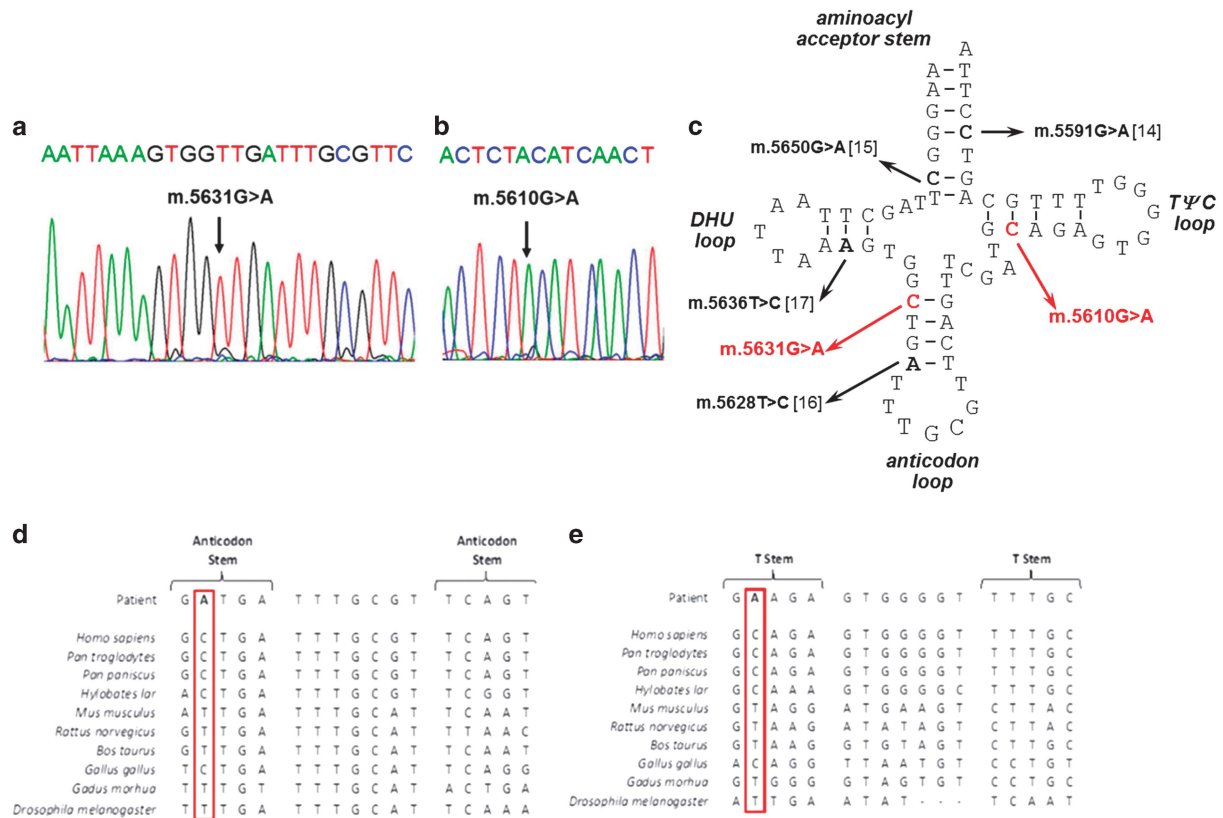 a
AATTAAAGTGGTTGATTTGCGTTC
m.5631G>A
b
ACTCTACATCAACT
m.5610G>A
c
aminoacyl
acceptor stem
m.5591G>A [14]
m.5650G>A [15]
DHU
loop
TΨC
loop
m.5636T>C [17]
m.5631G>A
m.5610G>A
m.5628T>C [16]
anticodon
loop
d
Anticodon
Stem
Anticodon
Stem
Patient G A T G A T T T G C G T T C A G T
Homo sapiens G C T G A T T T G C G T T C A G T
Pan troglodytes G C T G A T T T G C G T T C A G T
Pan paniscus G C T G A T T T G C G T T C A G T
Hylobates lar A C T G A T T T G C G T T C G G T
Mus musculus A T T G A T T T G C A T T C A A T
Rattus norvegicus G T T G A T T T G C A T T T A A C
Bos taurus G T T G A T T T G C A T T C A A T
Gallus gallus T C T G A T T T G C A T T C A G G
Gadus morhua T T T G T T T T G C A T A C T G A
Drosophila melanogaster T T T G A T T T G C A T T C A A A
e
T Stem
T Stem
Patient G A A G A G T G G G G T T T T G C
Homo sapiens G C A G A G T G G G G T T T T G C
Pan troglodytes G C A G A G T G G G G T T T T G C
Pan paniscus G C A G A G T G G G G T T T T G C
Hylobates lar G C A A A G T G G G G C T T T G C
Mus musculus G T A G G A T G A A G T C T T A C
Rattus norvegicus G T A A G A T A T A G T C T T A C
Bos taurus G T A A G G T G T A G T C C T G C
Gallus gallus A C A G G T T A A T G T C C T G T
Gadus morhua G T G G G G T A G T G T C C T G C
Drosophila melanogaster A T T G A A T A T - - - T C A A T